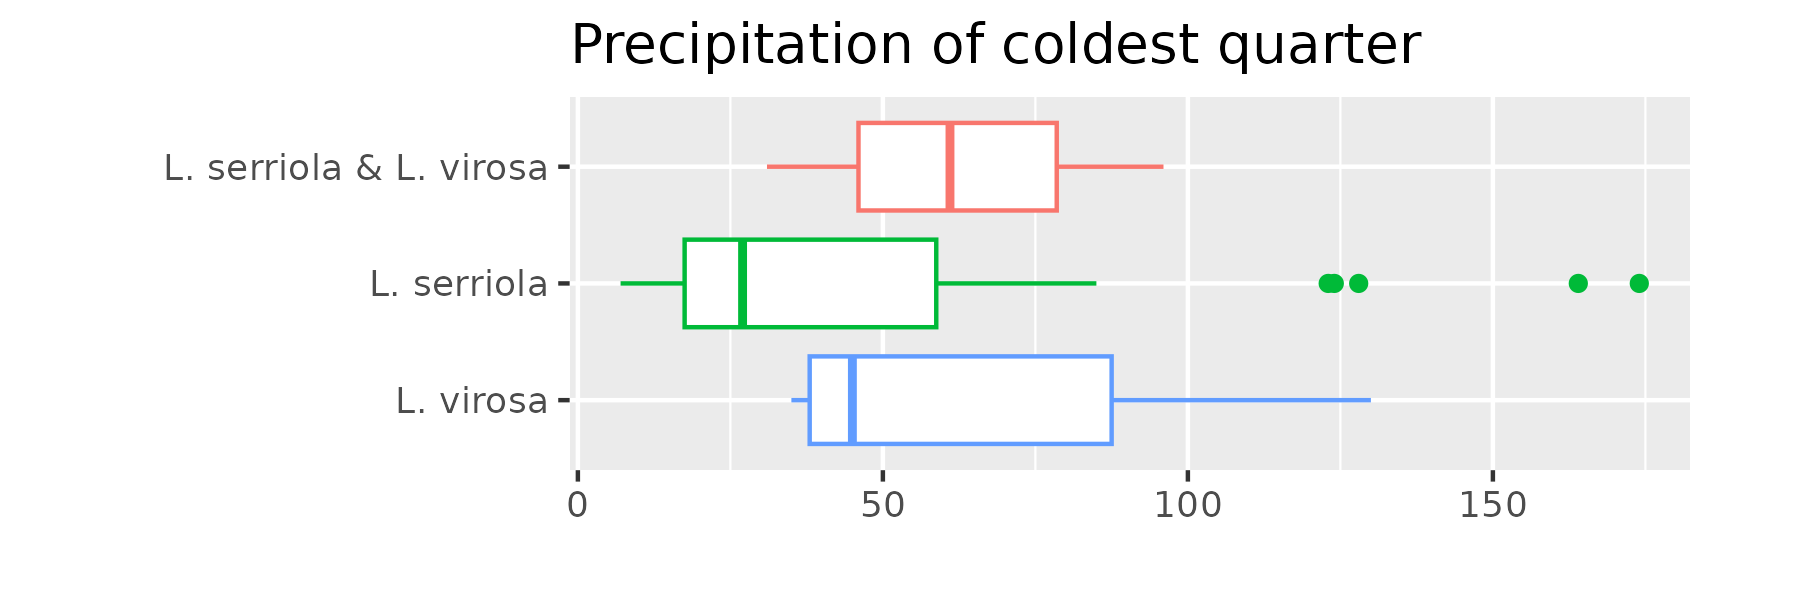 Precipitation of coldest quarter
L. serriola & L. virosa
L. serriola
L. virosa
0 50 100 150